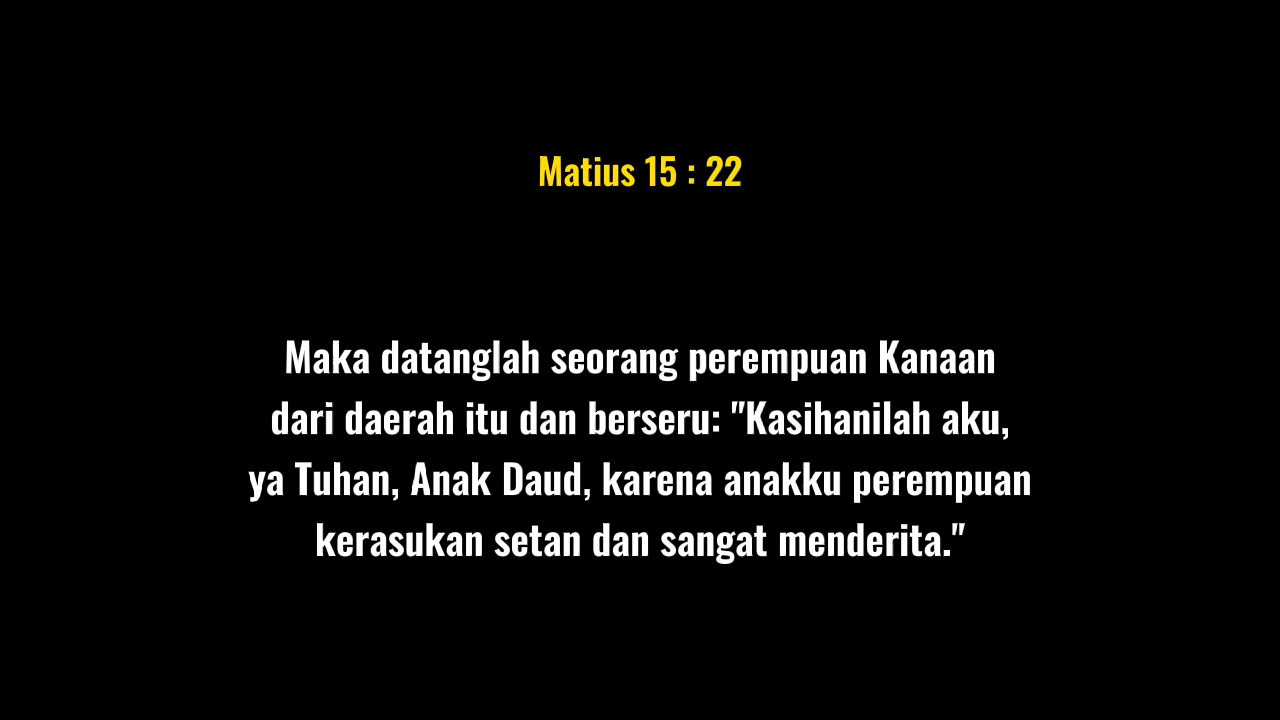 Matius 15 : 22
Maka datanglah seorang perempuan Kanaan
dari daerah itu dan berseru: "Kasihanilah aku,
ya Tuhan, Anak Daud, karena anakku perempuan
kerasukan setan dan sangat menderita."